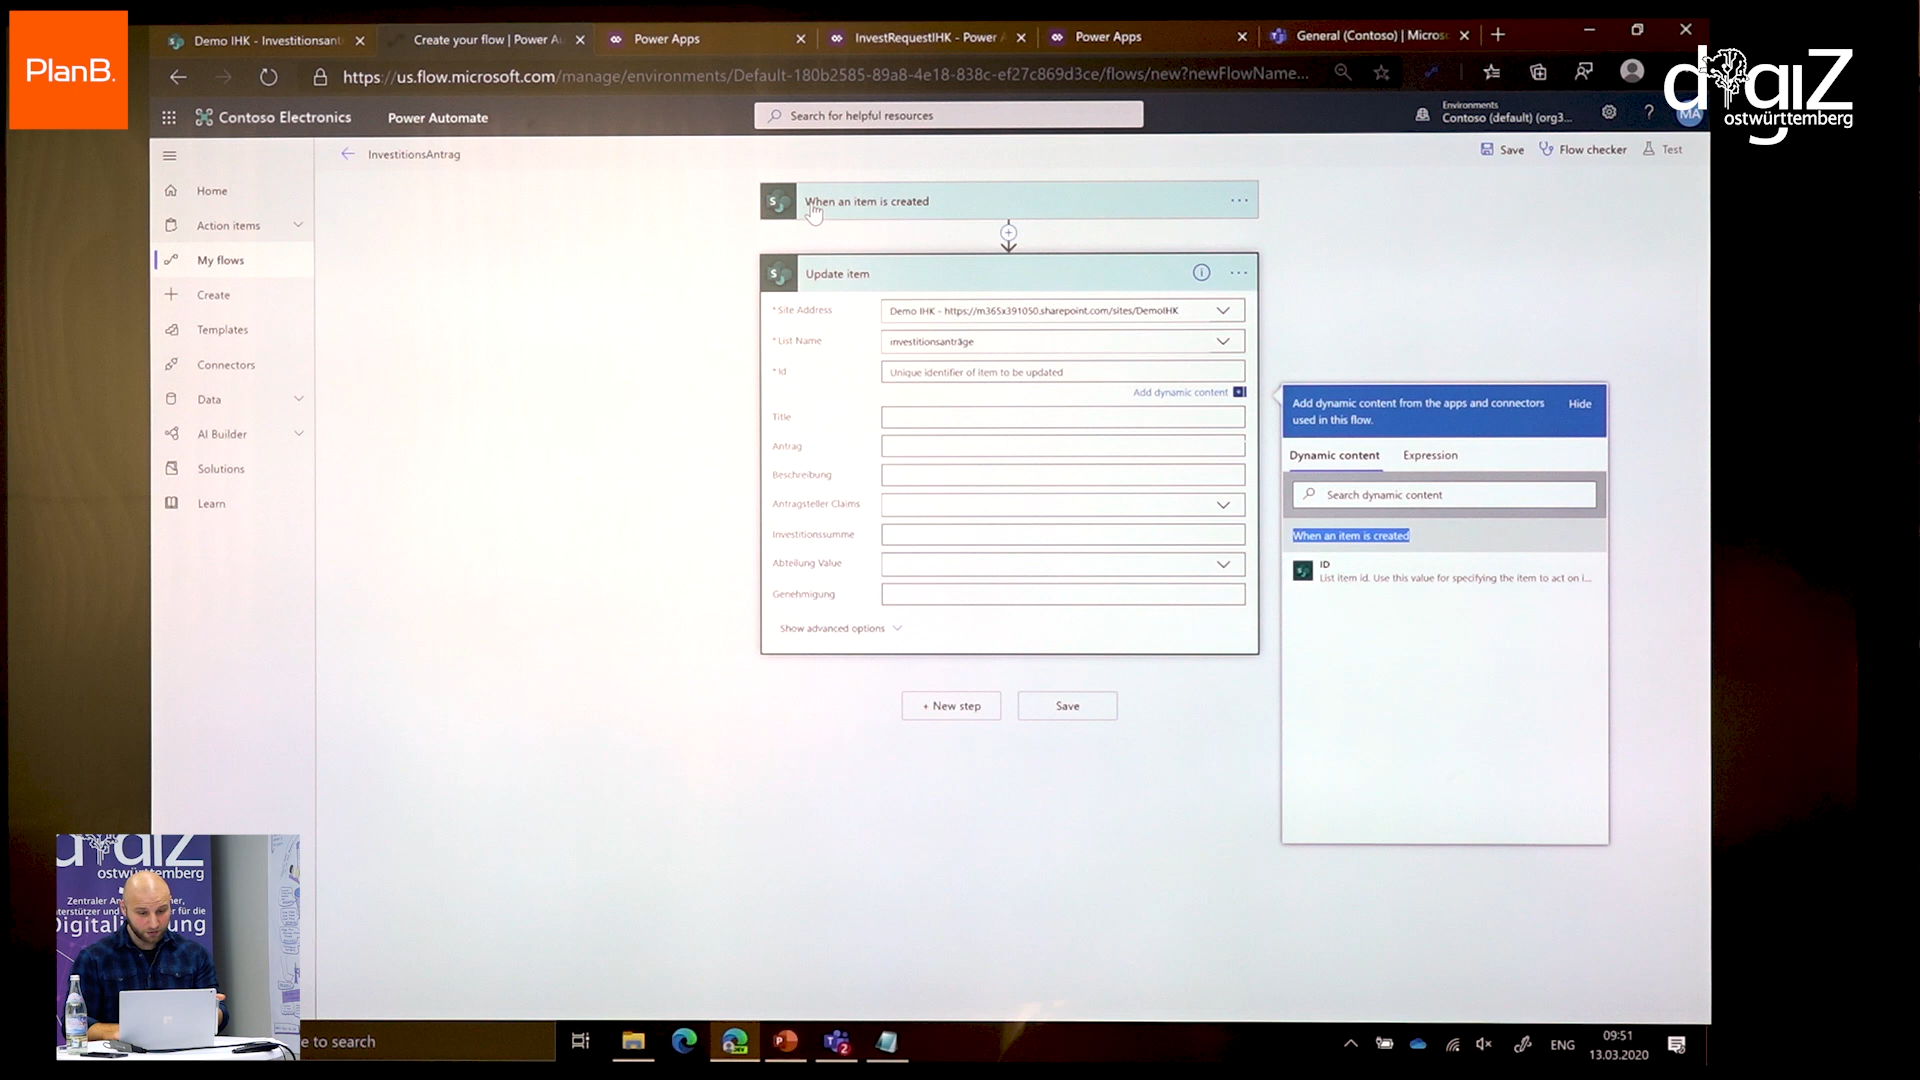 PlanB.
digiZ
ostwürttemberg
Demo IHK - Investitionsant
Create your flow | Power Au
Power Apps
InvestRequestIHK - Power A
Power Apps
General (Contoso) | Micros
https://us.flow.microsoft.com/manage/environments/Default-180b2585-89a8-4e18-838c-ef27c869d3ce/flows/new?newFlowName...
Contoso Electronics
Power Automate
Search for helpful resources
Environments
Contoso (default) (org3...
?
MA
InvestitionsAntrag
Save
Flow checker
Test
Home
Action items
My flows
Create
Templates
Connectors
Data
AI Builder
Solutions
Learn
When an item is created
Update item
* Site Address
Demo IHK - https://m365x391050.sharepoint.com/sites/DemoIHK
* List Name
Investitionsanträge
* Id
Unique identifier of item to be updated
Add dynamic content
Title
Antrag
Beschreibung
Antragsteller Claims
Investitionssumme
Abteilung Value
Genehmigung
Show advanced options
+ New step
Save
Add dynamic content from the apps and connectors
used in this flow.
Hide
Dynamic content
Expression
Search dynamic content
When an item is created
ID
List item id. Use this value for specifying the item to act on i...
digiZ
ostwürttemberg
Zentraler
für die
e to search
ENG
09:51
13.03.2020